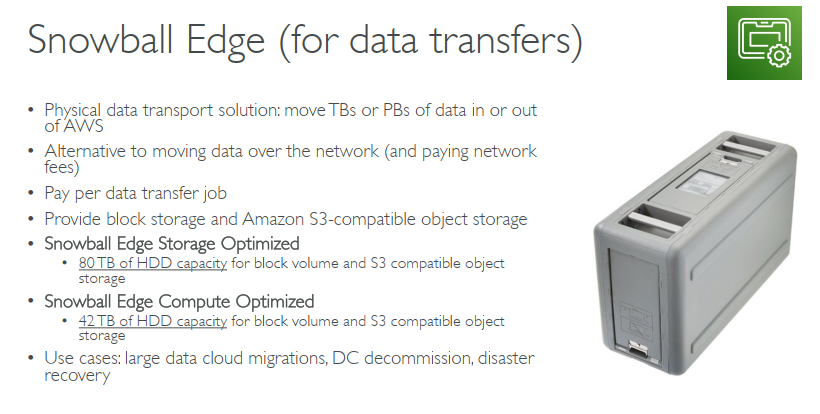 Snowball Edge (for data transfers)
• Physical data transport solution: move TBs or PBs of data in or out
of AWS
• Alternative to moving data over the network (and paying network
fees)
• Pay per data transfer job
• Provide block storage and Amazon S3-compatible object storage
• Snowball Edge Storage Optimized
• 80 TB of HDD capacity for block volume and S3 compatible object
storage
• Snowball Edge Compute Optimized
• 42 TB of HDD capacity for block volume and S3 compatible object
storage
• Use cases: large data cloud migrations, DC decommission, disaster
recovery